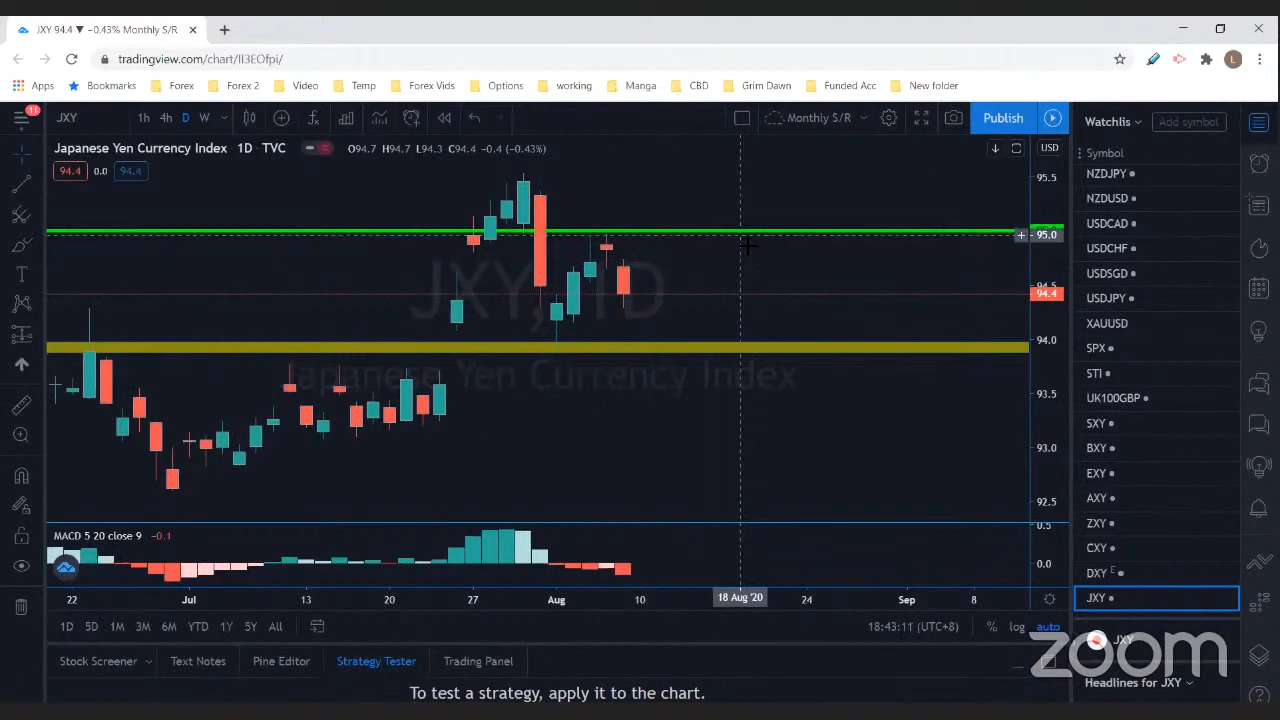 JXY 94.4 ▼ −0.43% Monthly S/R
tradingview.com/chart/II3EOfpi/
Apps Bookmarks Forex Forex 2 Video Temp Forex Vids Options working Manga CBD Grim Dawn Funded Acc New folder
11
JXY 1h 4h D W Monthly S/R Publish
Watchlis Add symbol
Japanese Yen Currency Index 1D TVC O94.7 H94.7 L94.3 C94.4 −0.4 (−0.43%)
USD
94.4 0.0 94.4
Symbol
NZDJPY
NZDUSD
USDCAD
USDCHF
USDSGD
USDJPY
XAUUSD
SPX
STI
UK100GBP
SXY
BXY
EXY
AXY
ZXY
CXY
DXY E
JXY
95.5
95.0
94.5
94.4
94.0
93.5
93.0
92.5
JXY, 1D
Japanese Yen Currency Index
MACD 5 20 close 9 −0.1
0.5
0.0
22 Jul 13 20 27 Aug 10 18 Aug '20 24 Sep 8
1D 5D 1M 3M 6M YTD 1Y 5Y All 18:43:11 (UTC+8) % log auto
JXY
Stock Screener Text Notes Pine Editor Strategy Tester Trading Panel
zoom
Headlines for JXY
To test a strategy, apply it to the chart.